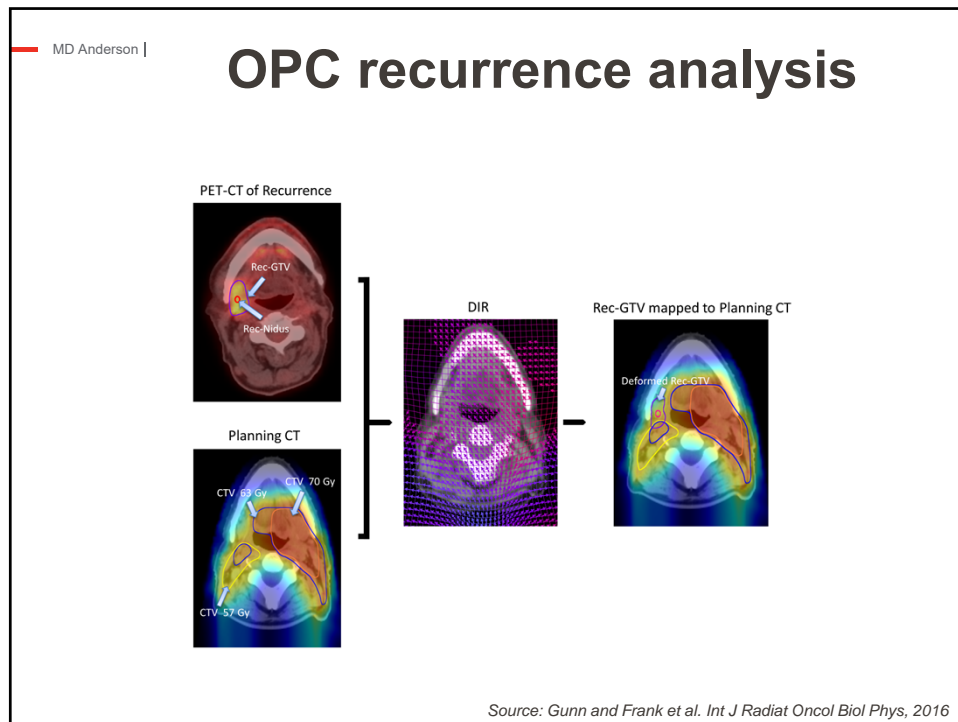 MD Anderson |
OPC recurrence analysis
PET-CT of Recurrence
Rec-GTV
Rec-Nidus
Planning CT
CTV 63 Gy
CTV 70 Gy
CTV 57 Gy
DIR
Rec-GTV mapped to Planning CT
Deformed Rec-GTV
Source: Gunn and Frank et al. Int J Radiat Oncol Biol Phys, 2016